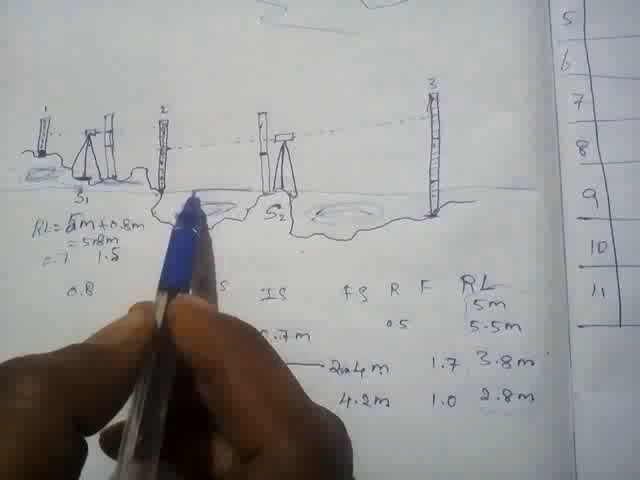 1
2
3
S1
S2
RL = 5m + 0.8m
= 5.8m
1.5
0.8
S IS FS R F RL
5m
0.7m 0.5 5.5m
2.4m 1.7 3.8m
4.2m 1.0 2.8m
5
6
7
8
9
10
11